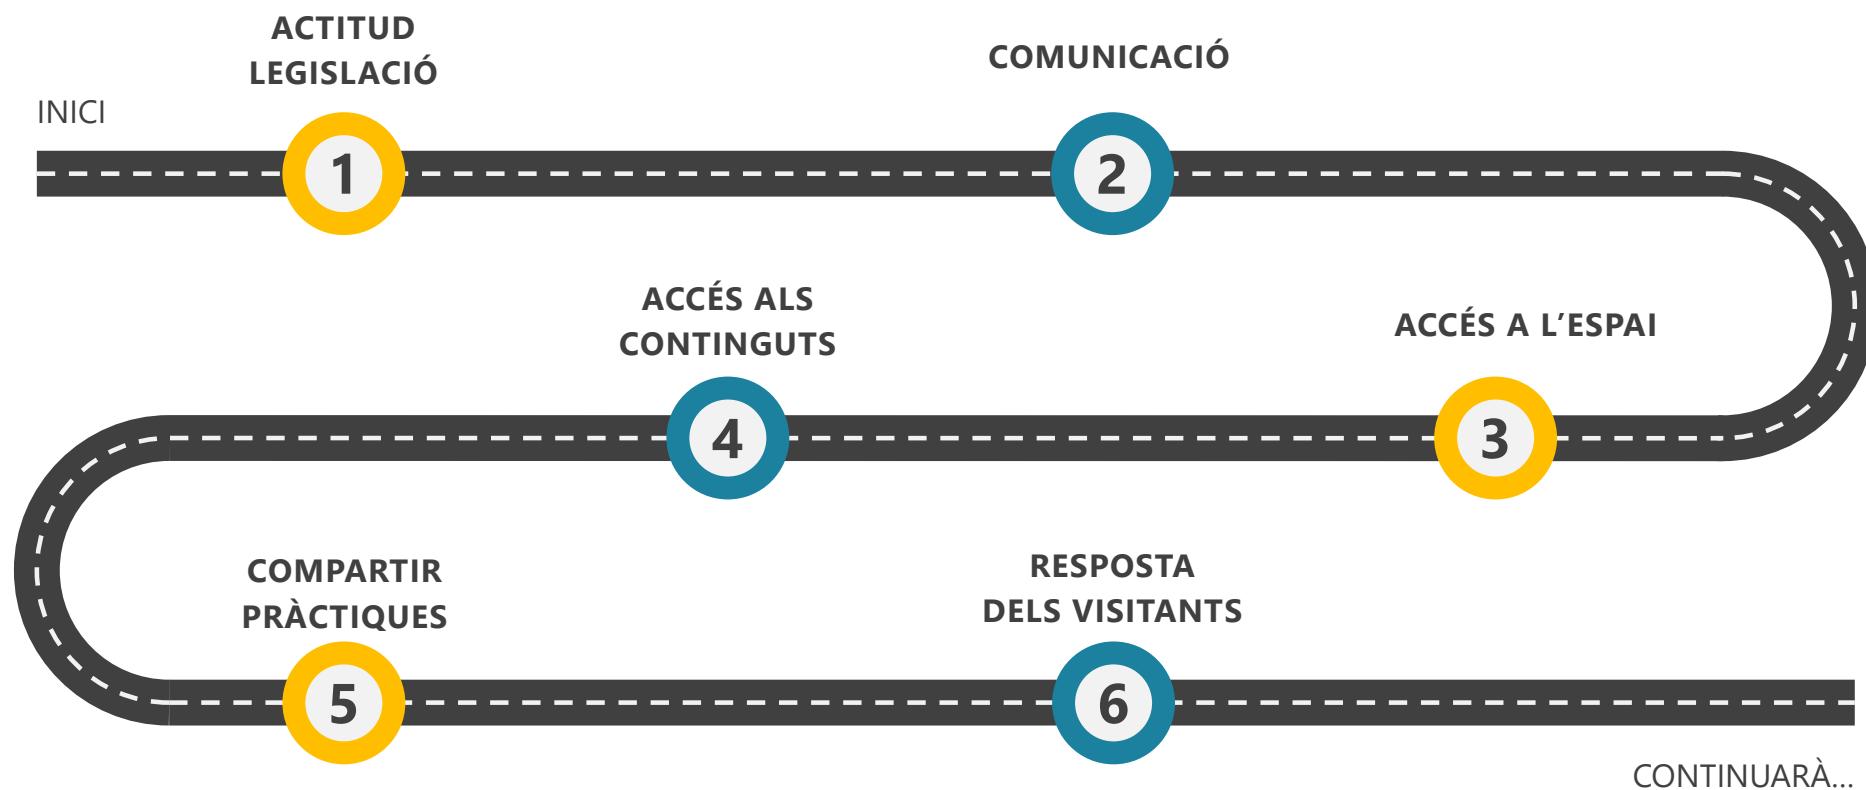 INICI
ACTITUD
LEGISLACIÓ
1
COMUNICACIÓ
2
ACCÉS A L’ESPAI
3
ACCÉS ALS
CONTINGUTS
4
COMPARTIR
PRÀCTIQUES
5
RESPOSTA
DELS VISITANTS
6
CONTINUARÀ...